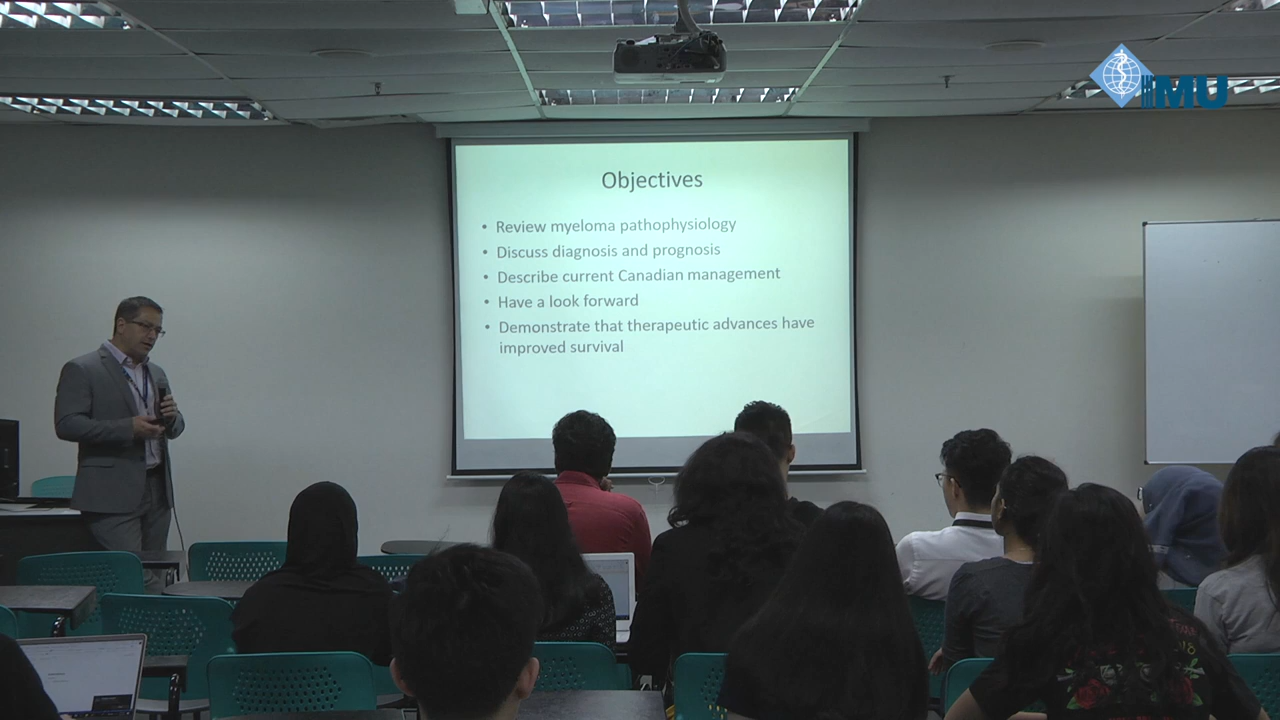 IMU
Objectives
• Review myeloma pathophysiology
• Discuss diagnosis and prognosis
• Describe current Canadian management
• Have a look forward
• Demonstrate that therapeutic advances have
improved survival